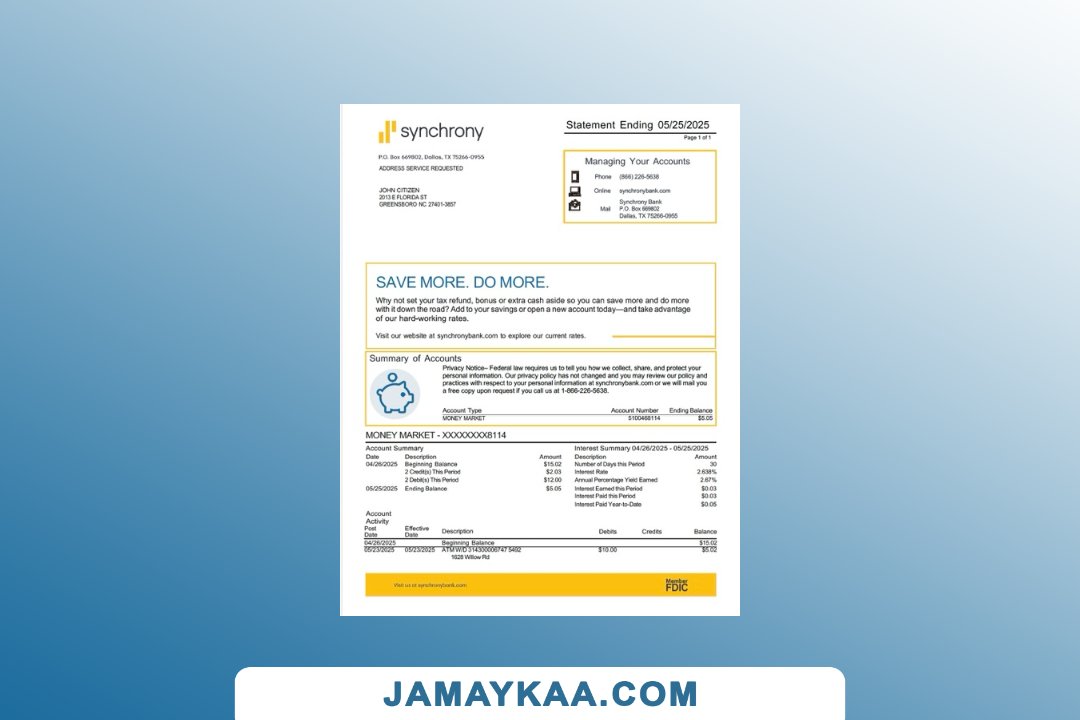 synchrony
Statement Ending 05/25/2025
Page 1 of 1
P.O. Box 669802, Dallas, TX 75266-0955
ADDRESS SERVICE REQUESTED
JOHN CITIZEN
2013 E FLORIDA ST
GREENSBORO NC 27401-3857
Managing Your Accounts
Phone (866) 226-5638
Online synchronybank.com
Mail Synchrony Bank
P.O. Box 669802
Dallas, TX 75266-0955
SAVE MORE. DO MORE.
Why not set your tax refund, bonus or extra cash aside so you can save more and do more
with it down the road? Add to your savings or open a new account today—and take advantage
of our hard-working rates.
Visit our website at synchronybank.com to explore our current rates.
Summary of Accounts
Privacy Notice~ Federal law requires us to tell you how we collect, share, and protect your
personal information. Our privacy policy has not changed and you may review our policy and
practices with respect to your personal information at synchronybank.com or we will mail you
a free copy upon request if you call us at 1-866-226-5638.
Account Type Account Number Ending Balance
MONEY MARKET 5100468114 $5.05
MONEY MARKET - XXXXXXXX8114
Account Summary
Date Description Amount
04/26/2025 Beginning Balance $15.02
2 Credit(s) This Period $2.03
2 Debit(s) This Period $12.00
05/25/2025 Ending Balance $5.05
Interest Summary 04/26/2025 - 05/25/2025
Description Amount
Number of Days this Period 30
Interest Rate 2.638%
Annual Percentage Yield Earned 2.67%
Interest Earned this Period $0.03
Interest Paid this Period $0.03
Interest Paid Year-to-Date $0.05
Account
Activity
Post Date Effective Date Description Debits Credits Balance
04/26/2025 Beginning Balance $15.02
05/23/2025 05/23/2025 ATM W/D 314300006747 5492 $10.00 $5.02
1628 Willow Rd
Visit us at synchronybank.com
Member
FDIC
JAMAYKAA.COM